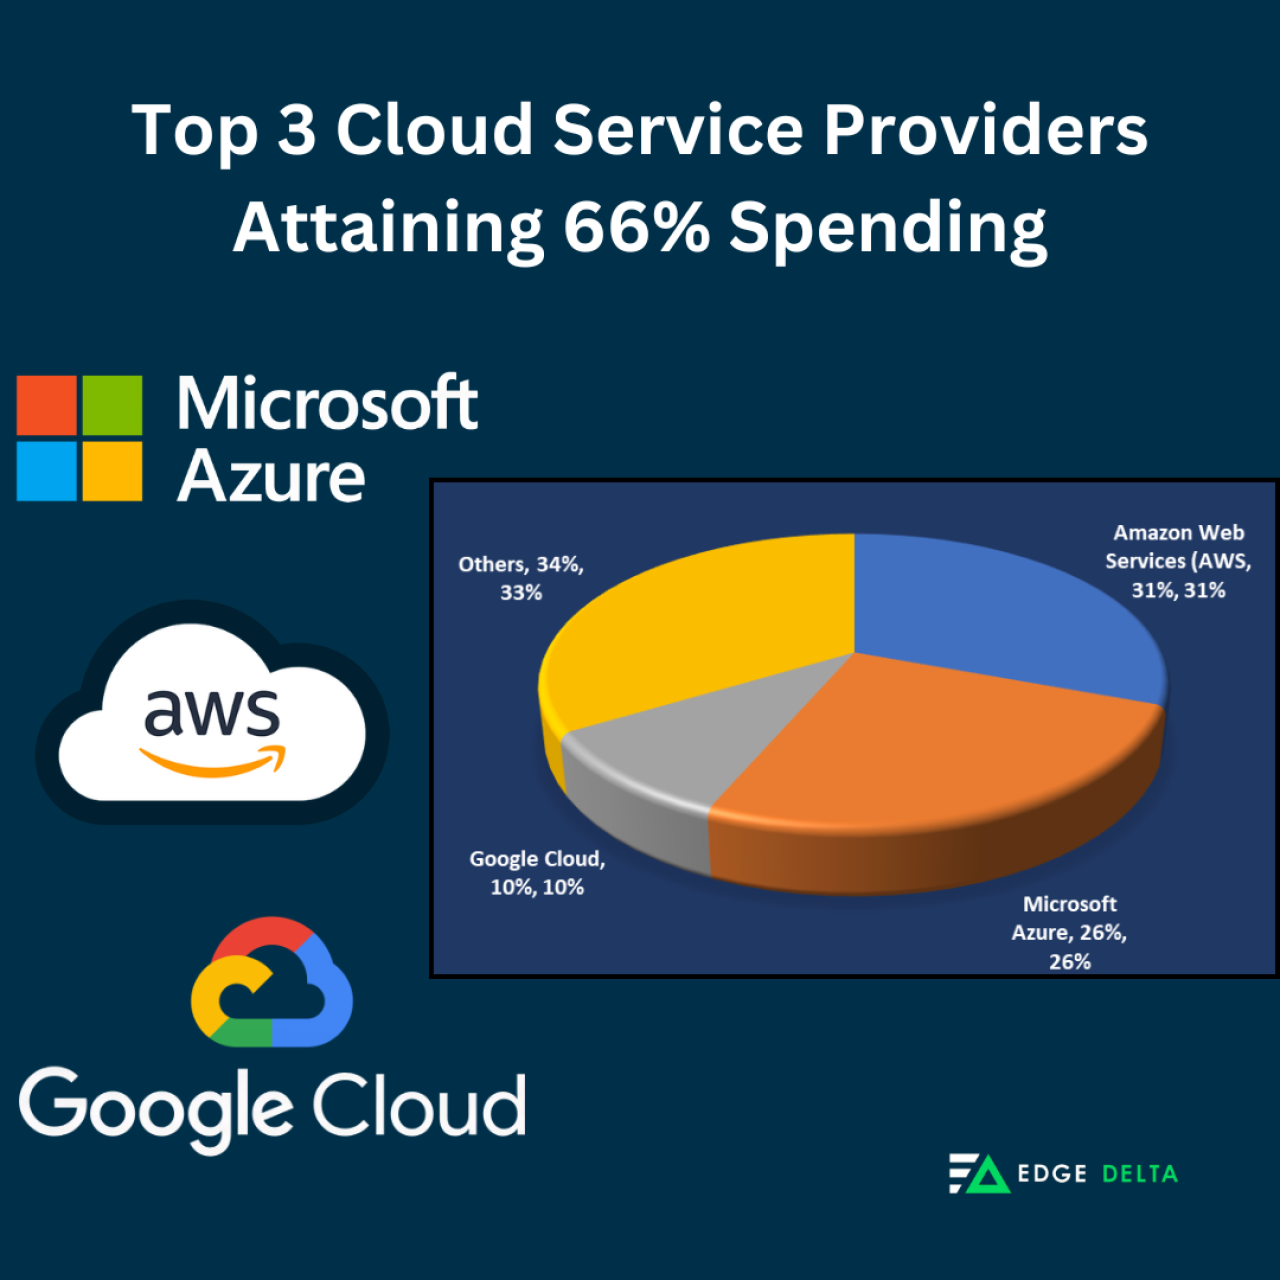 Top 3 Cloud Service Providers
Attaining 66% Spending
Microsoft
Azure
aws
Google Cloud
Others, 34%,
33%
Amazon Web
Services (AWS,
31%, 31%
Google Cloud,
10%, 10%
Microsoft
Azure, 26%,
26%
EDGE DELTA